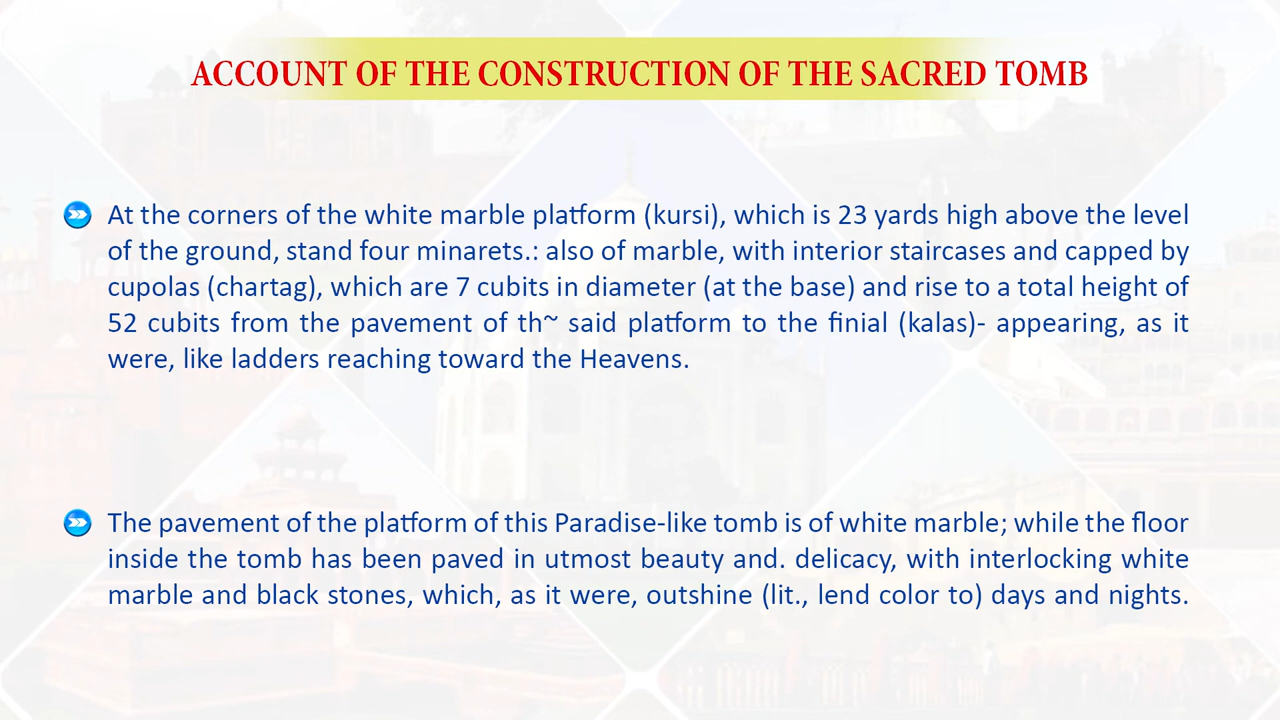 ACCOUNT OF THE CONSTRUCTION OF THE SACRED TOMB
At the corners of the white marble platform (kursi), which is 23 yards high above the level
of the ground, stand four minarets.: also of marble, with interior staircases and capped by
cupolas (chartag), which are 7 cubits in diameter (at the base) and rise to a total height of
52 cubits from the pavement of th~ said platform to the finial (kalas)- appearing, as it
were, like ladders reaching toward the Heavens.
The pavement of the platform of this Paradise-like tomb is of white marble; while the floor
inside the tomb has been paved in utmost beauty and. delicacy, with interlocking white
marble and black stones, which, as it were, outshine (lit., lend color to) days and nights.